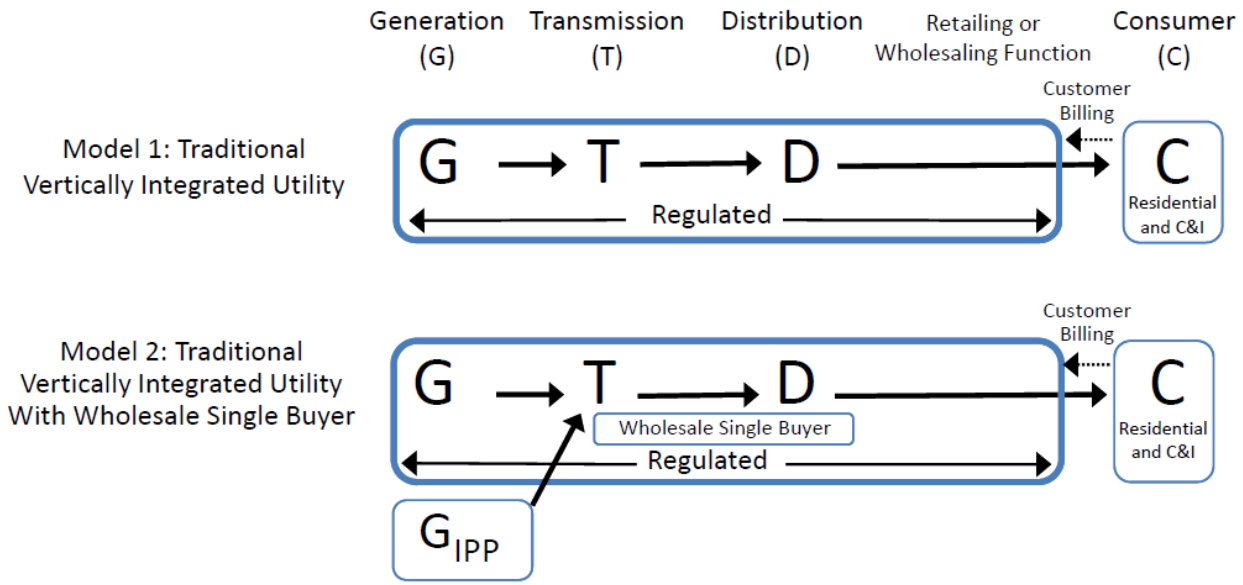 Generation
(G)
Transmission
(T)
Distribution
(D)
Retailing or
Wholesaling Function
Consumer
(C)
Model 1: Traditional
Vertically Integrated Utility
G
T
D
Regulated
Customer
Billing
C
Residential
and C&I
Model 2: Traditional
Vertically Integrated Utility
With Wholesale Single Buyer
G
T
D
Wholesale Single Buyer
Regulated
Customer
Billing
C
Residential
and C&I
GIPP